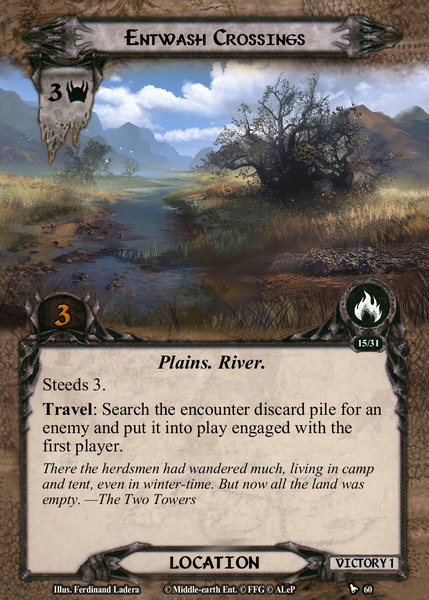 Entwash Crossings
3
3
15/31
Plains. River.
Steeds 3.
Travel: Search the encounter discard pile for an
enemy and put it into play engaged with the
first player.
There the herdsmen had wandered much, living in camp
and tent, even in winter-time. But now all the land was
empty. —The Two Towers
LOCATION
VICTORY 1
Illus. Ferdinand Ladera
© Middle-earth Ent. © FFG © ALeP
60